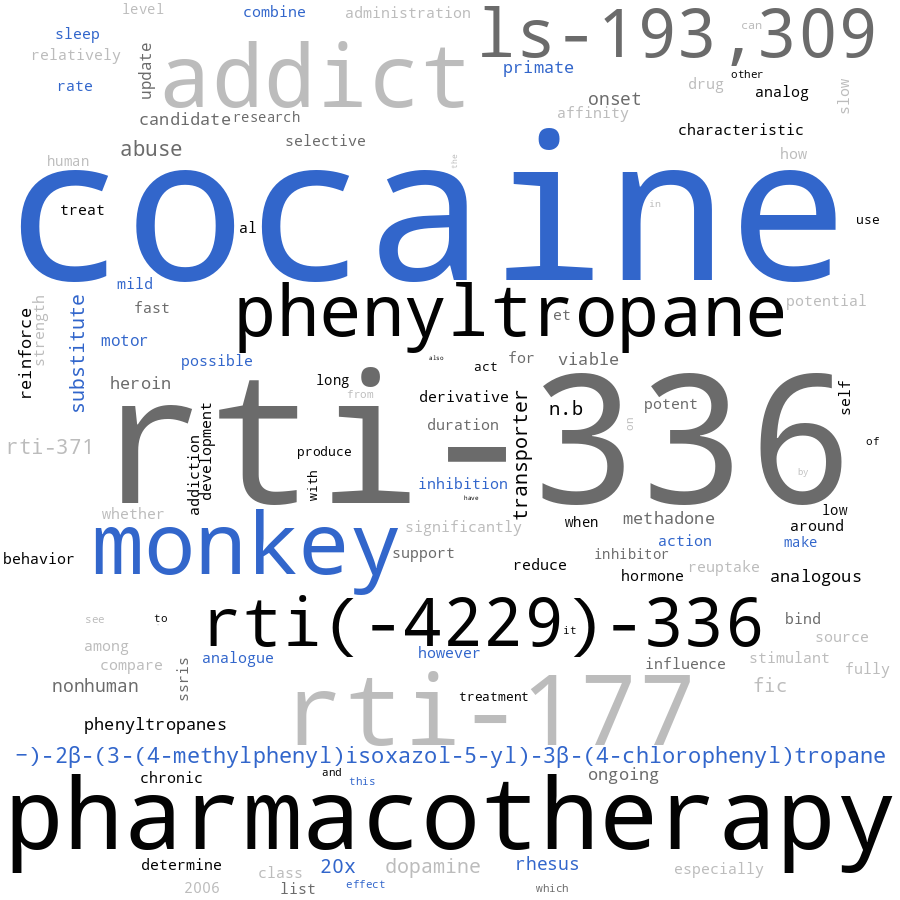 level
combine
administration
ls-193,309
sleep
can
relatively
update
addict
primate
other
rate
drug
analog
slow
onset
affinity
candidate
research
characteristic
abuse
selective
human
the
how
cocaine
treat
al
in
use
mild
phenyltropane
potential
reinforce
strength
substitute
fast
et
motor
possible
also
act
for
viable
heroin
long
from
rti-336
derivative
n.b
potent
self
rti-371
addiction
development
duration
transporter
on
of
produce
with
inhibition
have
by
whether
monkey
significantly
when
methadone
low
around
behavior
support
action
make
inhibitor
reduce
hormone
reuptake
analogous
see
to
rti(-4229)-336
it
bind
among
source
compare
analogue
however
influence
stimulant
fully
nonhuman
ssris
rti-177
treatment
fic
phenyltropanes
−)-2β-(3-(4-methylphenyl)isoxazol-5-yl)-3β-(4-chlorophenyl)tropane
chronic
and
this
ongoing
pharmacotherapy
determine
class
20x
dopamine
rhesus
especially
2006
list
effect
which